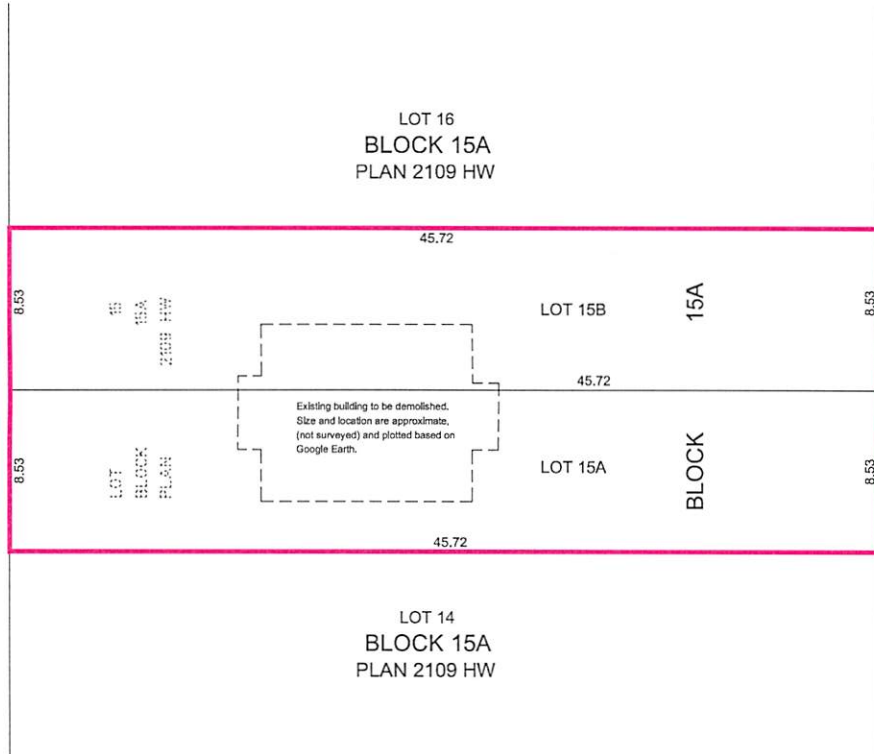 LOT 16
BLOCK 15A
PLAN 2109 HW
45.72
8.53
LOT 15
BLOCK 15A
PLAN 2109 HW
LOT 15B
BLOCK 15A
8.53
45.72
Existing building to be demolished.
Size and location are approximate,
(not surveyed) and plotted based on
Google Earth.
8.53
LOT 15A
8.53
45.72
LOT 14
BLOCK 15A
PLAN 2109 HW